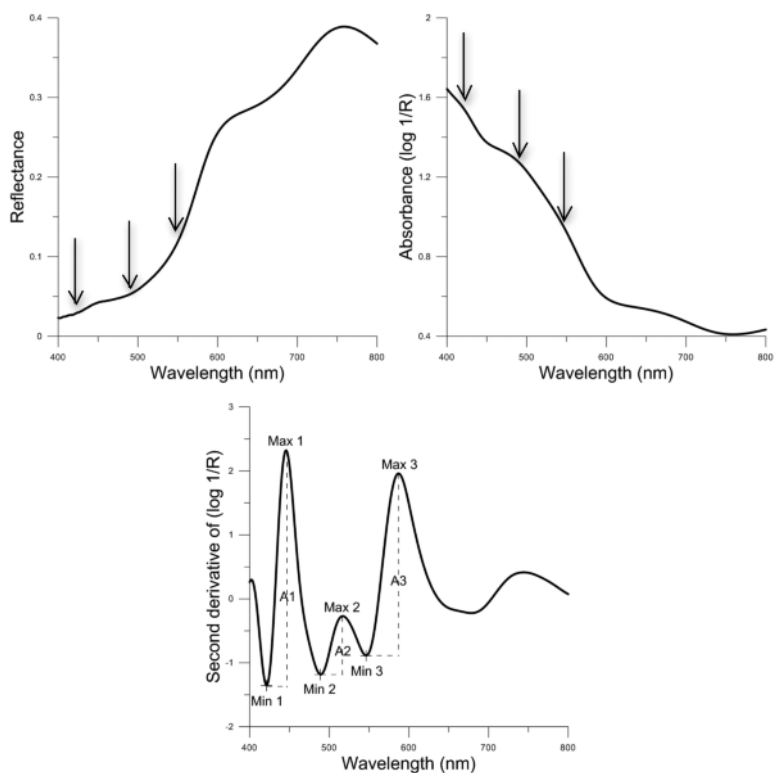 0.4
0.3
0.2
0.1
0
Reflectance
400 500 600 700 800
Wavelength (nm)
2
1.6
1.2
0.8
0.4
Absorbance (log 1/R)
400 500 600 700 800
Wavelength (nm)
3
2
1
0
-1
-2
Second derivative of (log 1/R)
Max 1
Max 3
A1
A3
Max 2
A2
Min 3
Min 2
Min 1
400 500 600 700 800
Wavelength (nm)